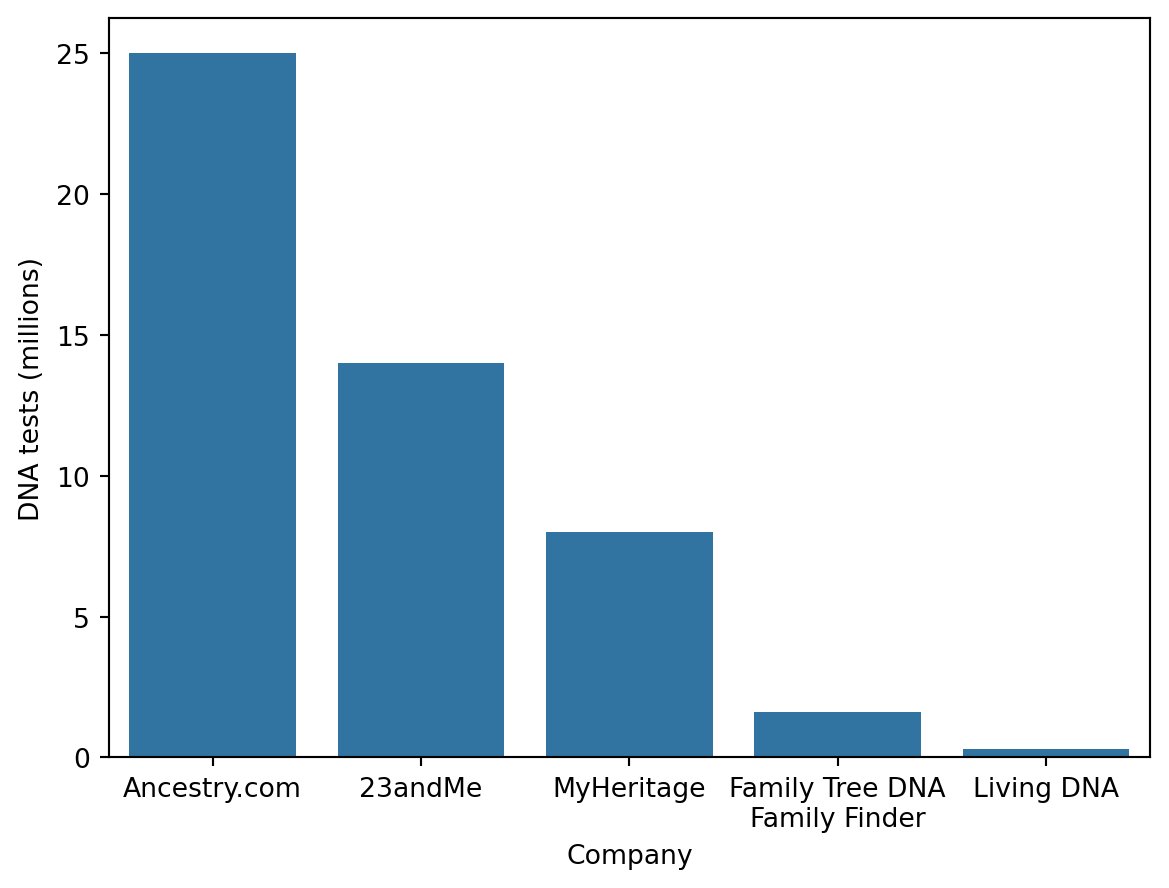 25
20
15
10
5
0
DNA tests (millions)
Ancestry.com
23andMe
MyHeritage
Family Tree DNA
Family Finder
Living DNA
Company